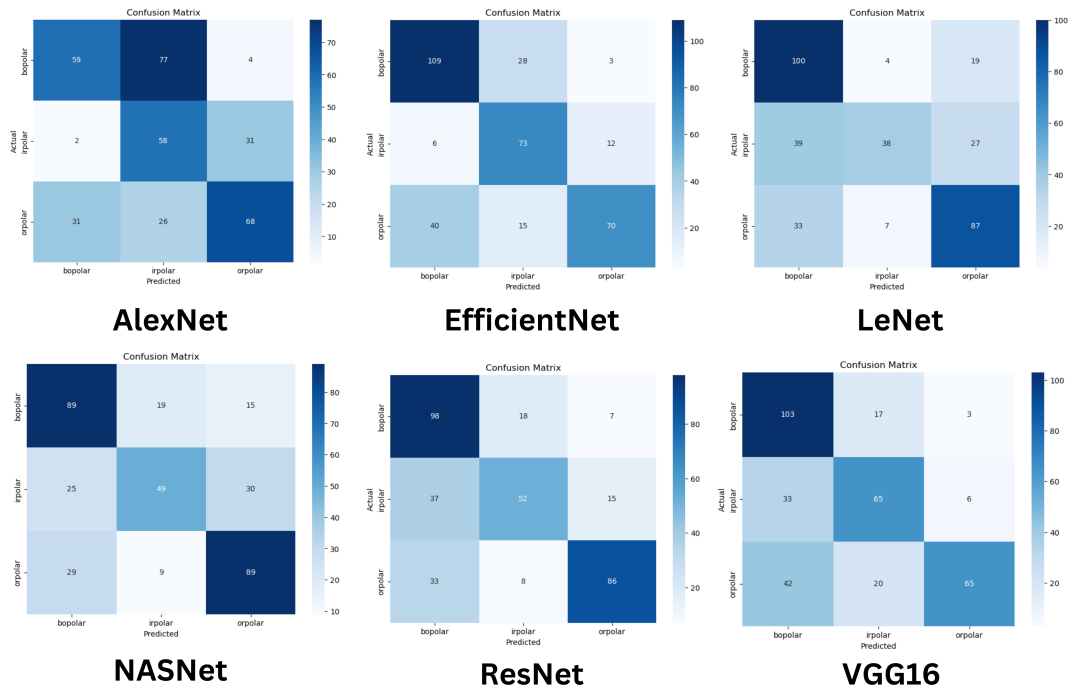 Confusion Matrix
bopolar 59 77 4 70
60
50
Actual
irpolar 2 58 31 40
30
20
orpolar 31 26 68 10
bopolar irpolar orpolar
Predicted
AlexNet
Confusion Matrix
bopolar 109 28 3 100
80
Actual
irpolar 6 73 12 60
40
orpolar 40 15 70 20
bopolar irpolar orpolar
Predicted
EfficientNet
Confusion Matrix
100
bopolar 100 4 19
80
Actual
irpolar 39 38 27 60
40
orpolar 33 7 87 20
bopolar irpolar orpolar
Predicted
LeNet
Confusion Matrix
bopolar 89 19 15 80
70
60
irpolar 25 49 30 50
40
30
orpolar 29 9 89 20
10
bopolar irpolar orpolar
Predicted
NASNet
Confusion Matrix
bopolar 98 18 7 80
60
Actual
irpolar 37 52 15 40
orpolar 33 8 86 20
bopolar irpolar orpolar
Predicted
ResNet
Confusion Matrix
bopolar 103 17 3 100
80
Actual
irpolar 33 65 6 60
40
orpolar 42 20 65 20
bopolar irpolar orpolar
Predicted
VGG16